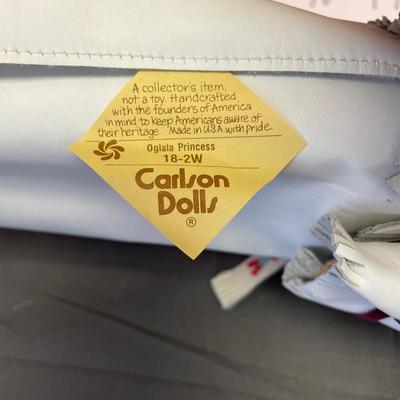 A collector's item,
not a toy. Handcrafted
with the founders of America
in mind to keep Americans aware of
their heritage. Made in U.S.A. with pride.
Oglala Princess
18-2W
Carlson
Dolls
®